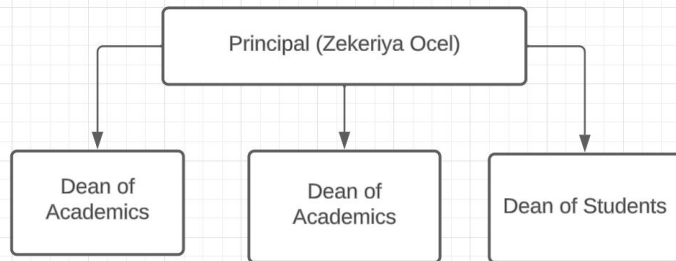 Principal (Zekeriya Ocel)
Dean of
Academics
Dean of
Academics
Dean of Students